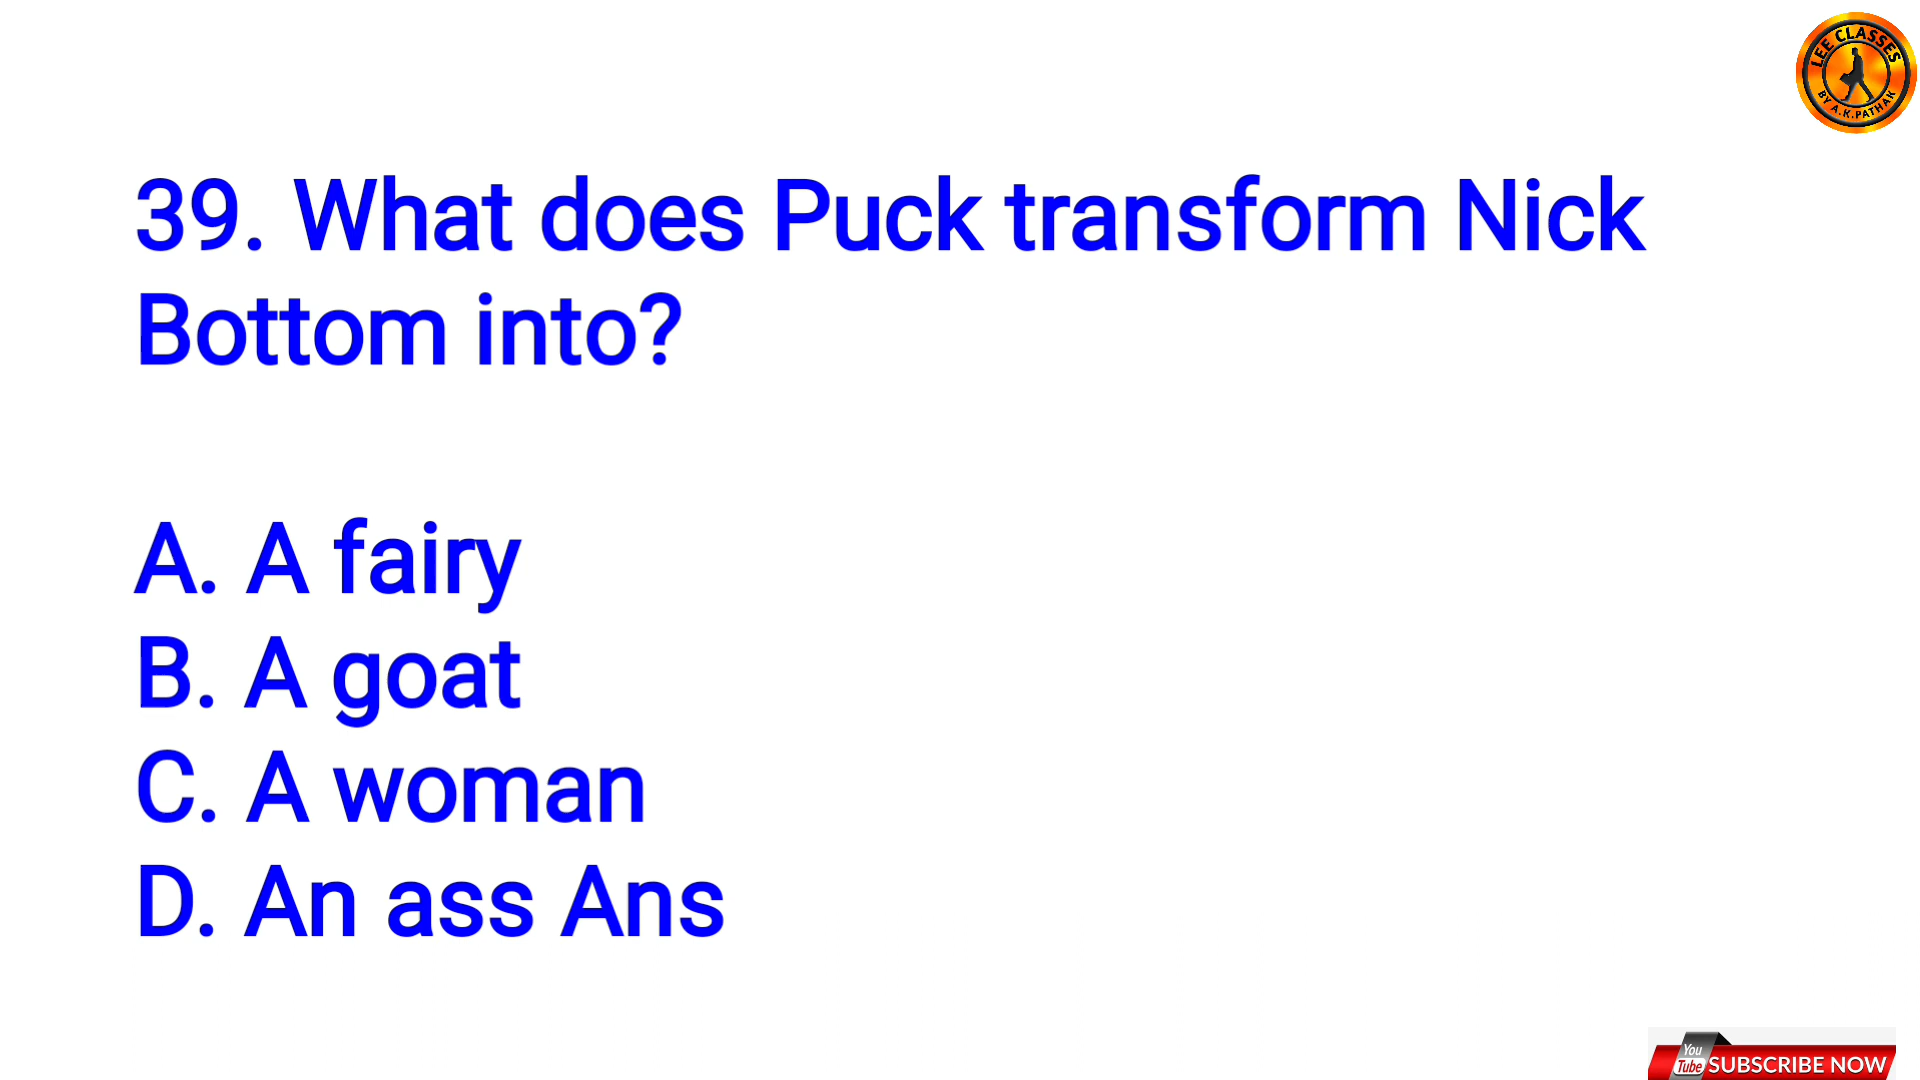 LEE CLASSES
BY A.K.PATHAK
39. What does Puck transform Nick
Bottom into?
A. A fairy
B. A goat
C. A woman
D. An ass Ans
You
Tube
SUBSCRIBE NOW